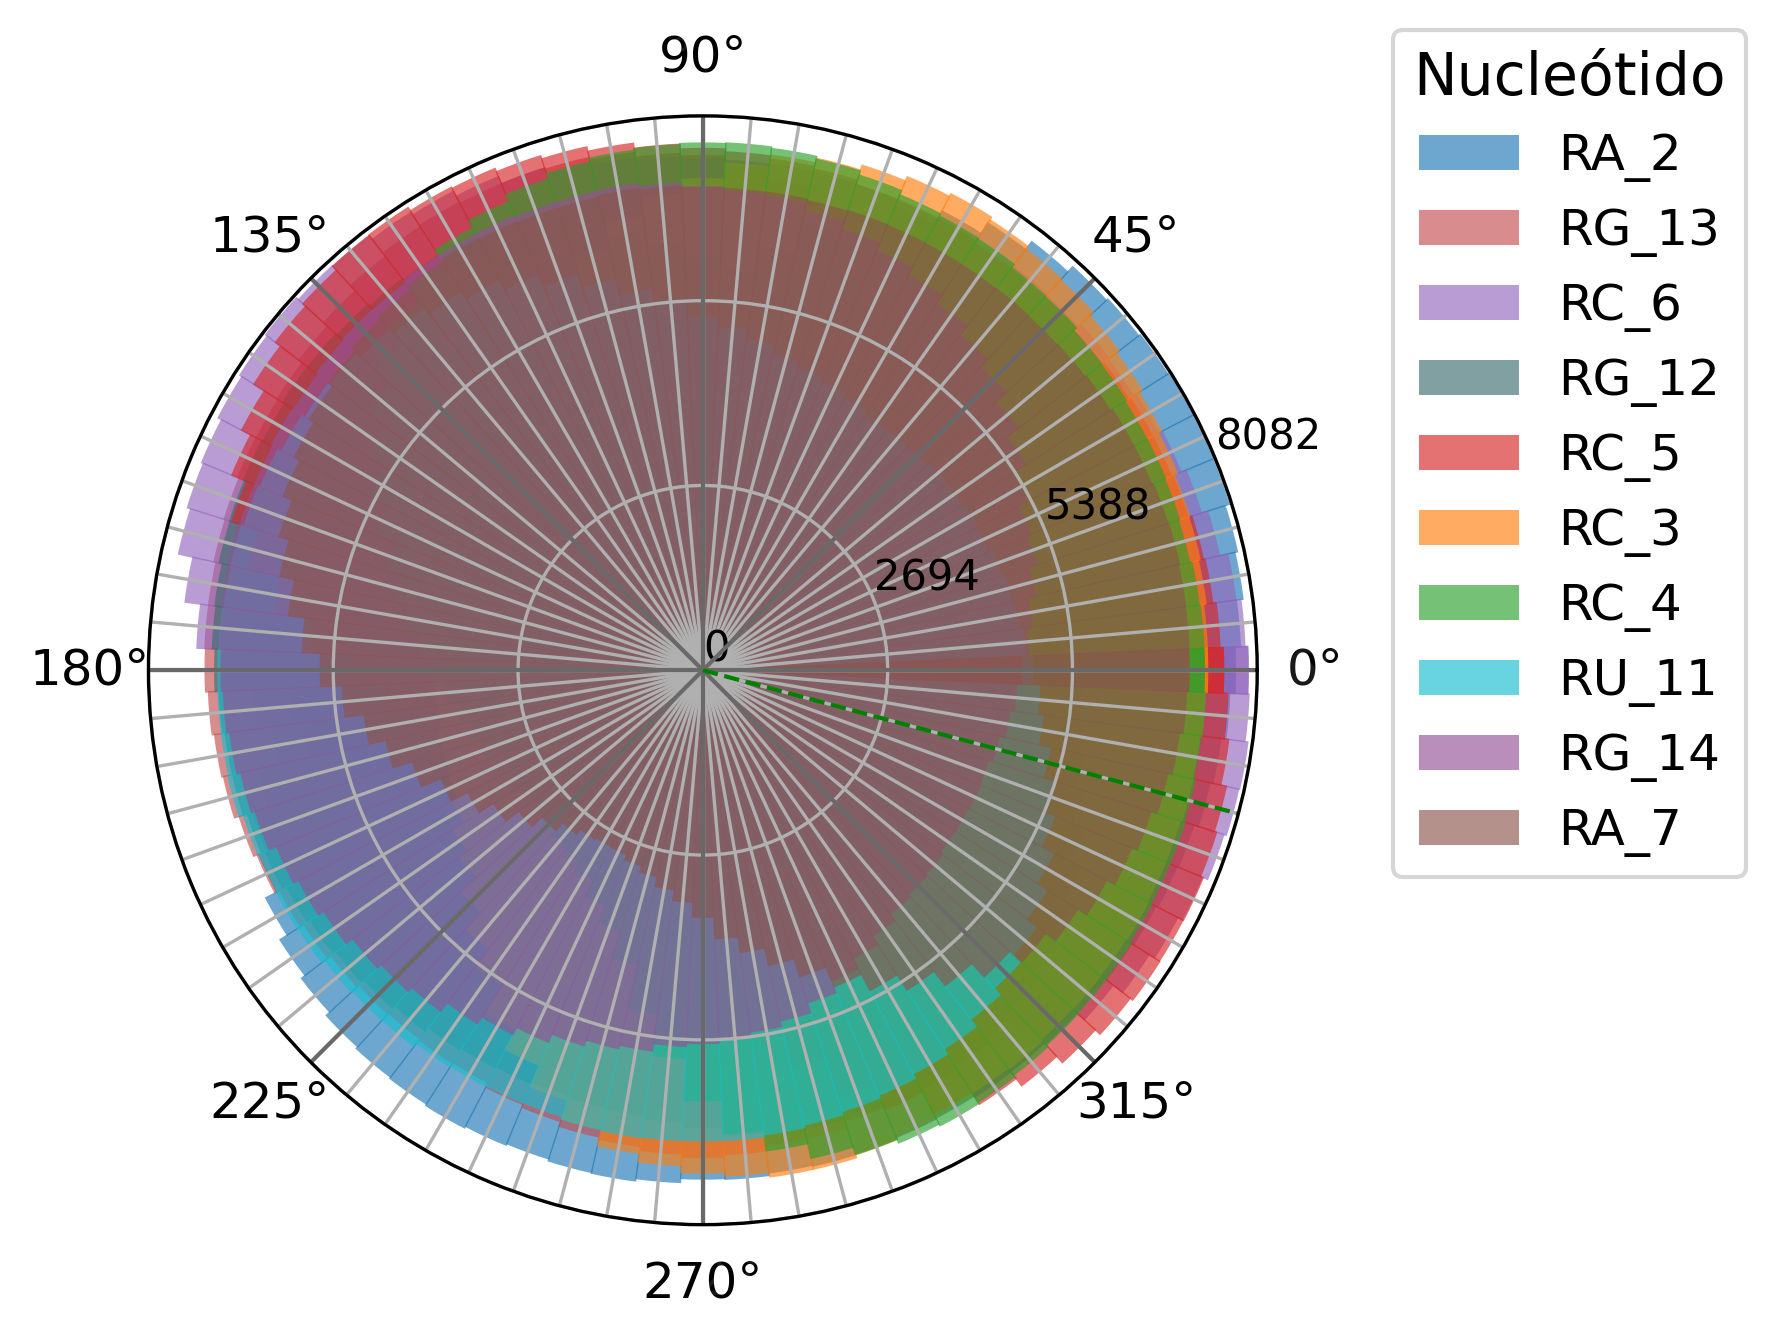 90°
135°
45°
180°
0°
225°
315°
270°
8082
5388
2694
0
Nucleótido
RA_2
RG_13
RC_6
RG_12
RC_5
RC_3
RC_4
RU_11
RG_14
RA_7